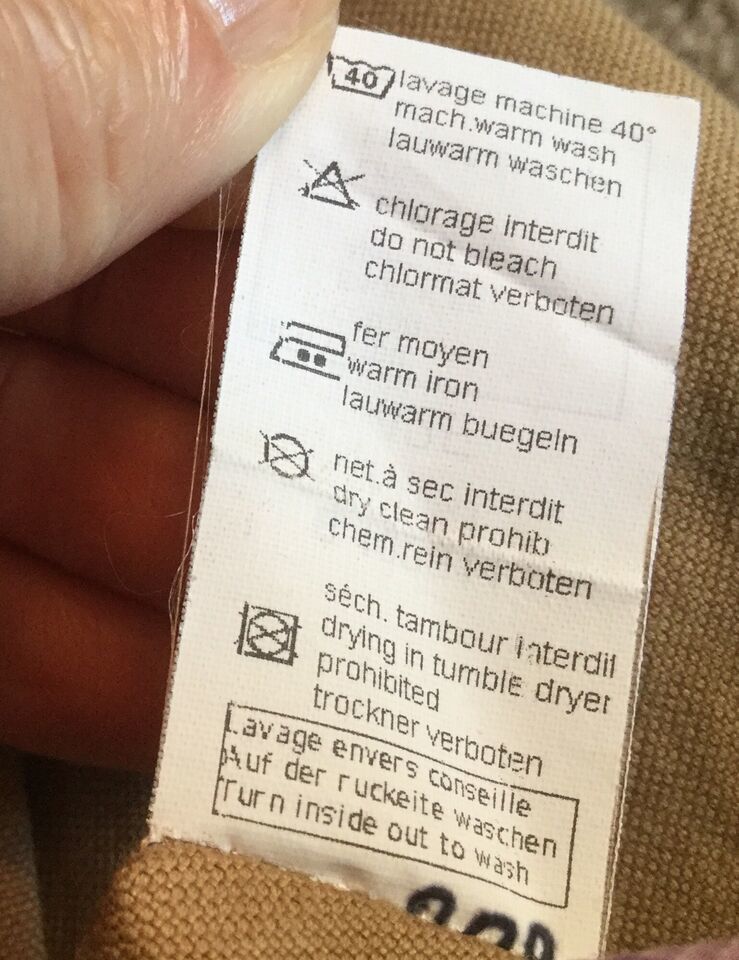 40
lavage machine 40°
mach.warm wash
lauwarm waschen
chlorage interdit
do not bleach
chlormat verboten
fer moyen
warm iron
lauwarm buegeln
net.à sec interdit
dry clean prohib
chem.rein verboten
séch. tambour interdit
drying in tumble dryer
prohibited
trockner verboten
Lavage envers conseille
Auf der ruckeite waschen
Turn inside out to wash